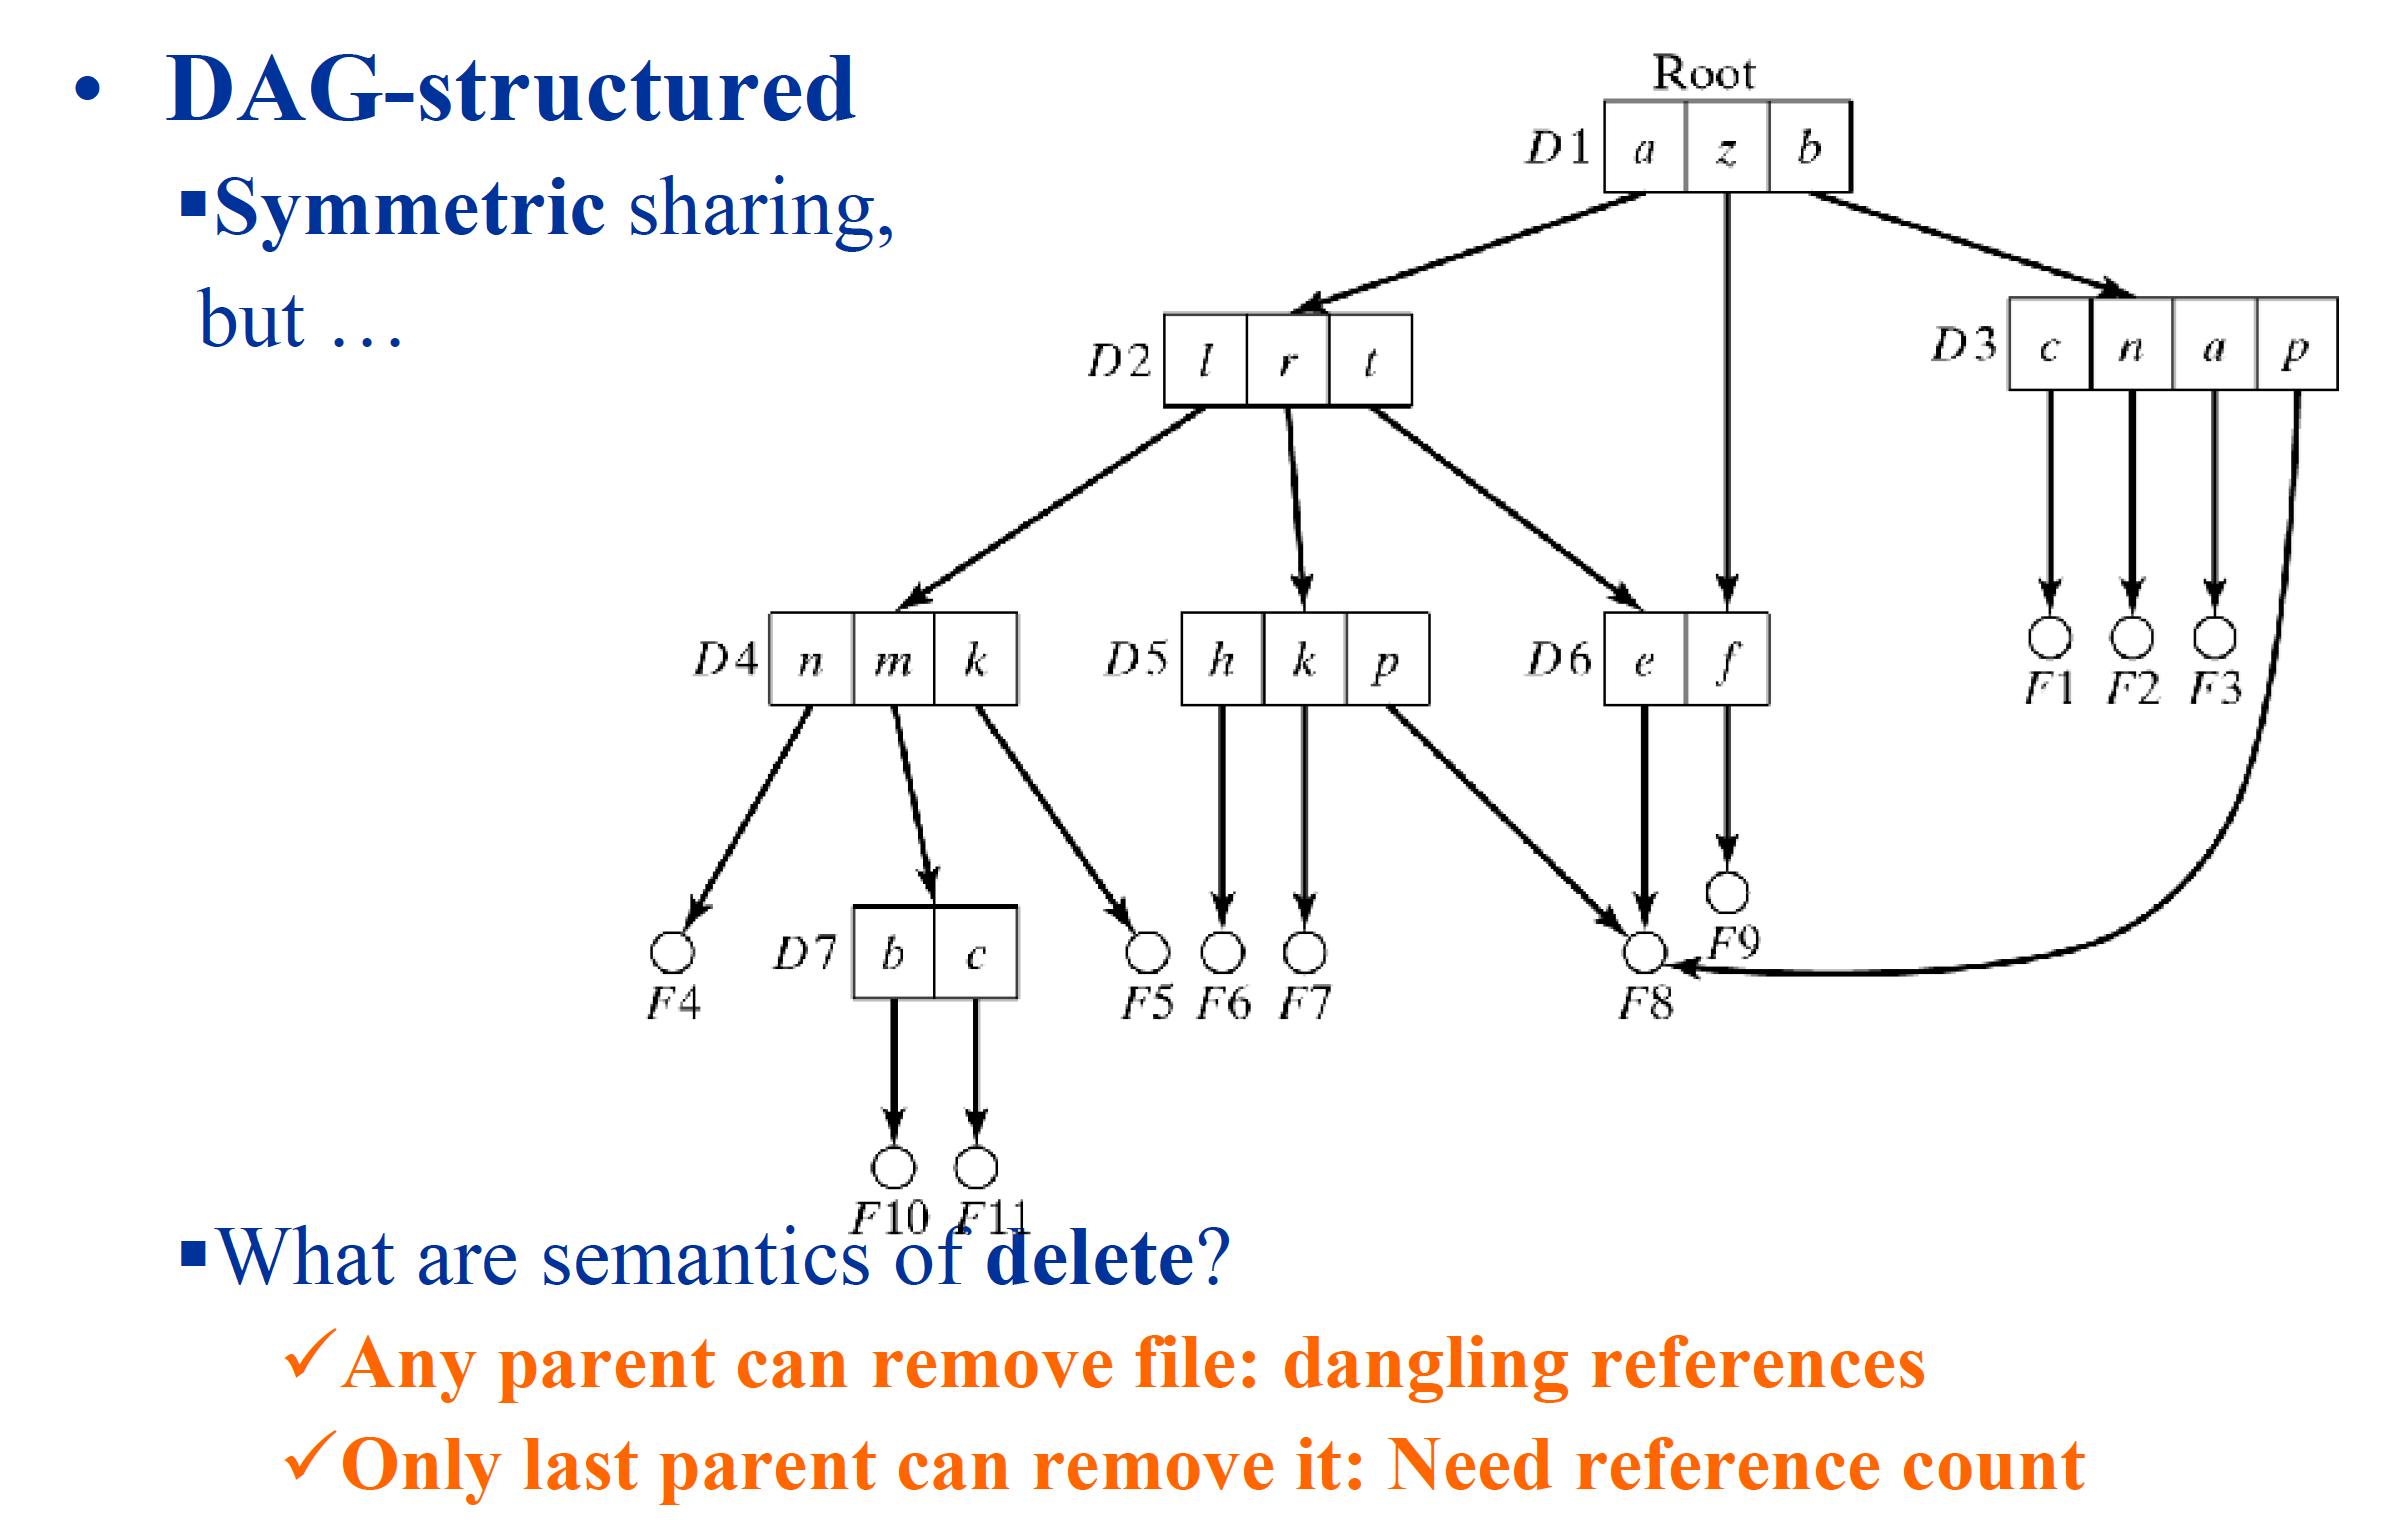 • DAG-structured
▪Symmetric sharing,
but …
Root
D1 a z b
D2 l r t
D3 c n a p
D4 n m k
D5 h k p
D6 e f
F1 F2 F3
D7 b c
F9
F4 F5 F6 F7 F8
F10 F11
▪What are semantics of delete?
✓Any parent can remove file: dangling references
✓Only last parent can remove it: Need reference count